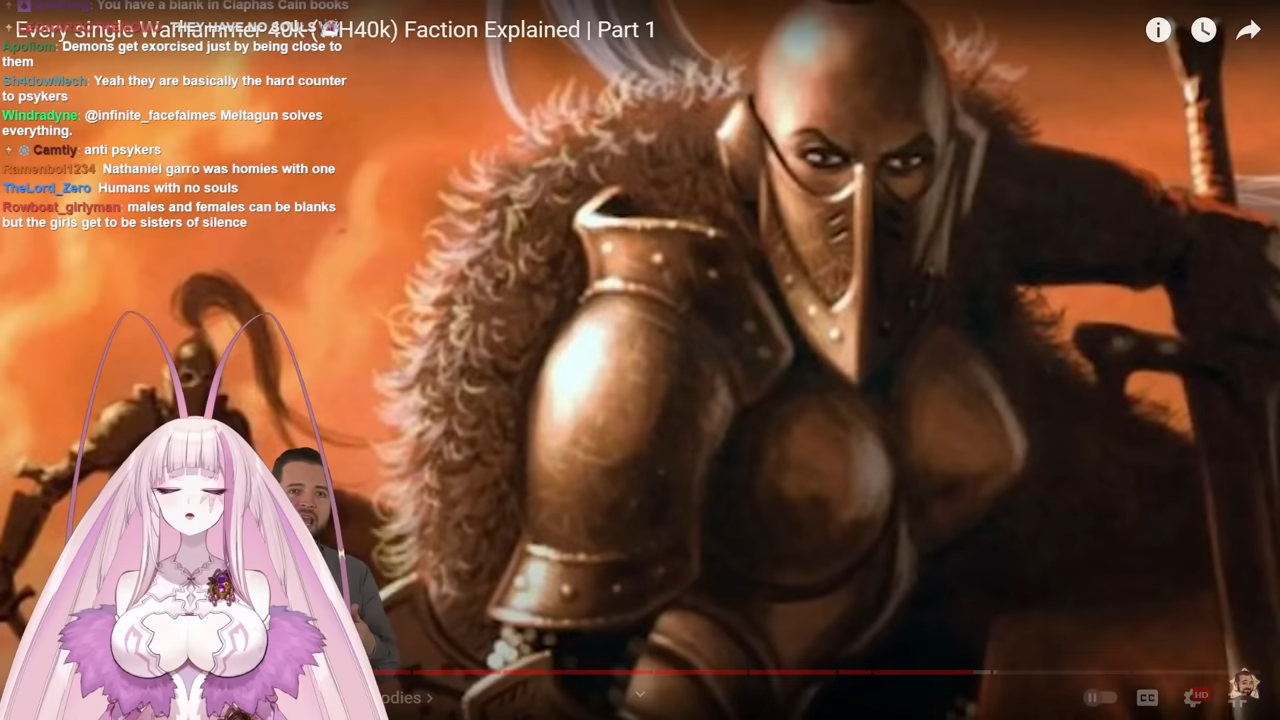 You have a blank in Ciaphas Cain books
Every single Warhammer 40k (WH40k) Faction Explained | Part 1
THEY HAVE NO SOULS
Apollom: Demons get exorcised just by being close to
them
Sh4dowMech: Yeah they are basically the hard counter
to psykers
Windradyne: @infinite_facefalmes Meltagun solves
everything.
Camtiy: anti psykers
Ramenboi1234: Nathaniel garro was homies with one
TheLord_Zero: Humans with no souls
Rowboat_girlyman: males and females can be blanks
but the girls get to be sisters of silence
odies >
CC
HD